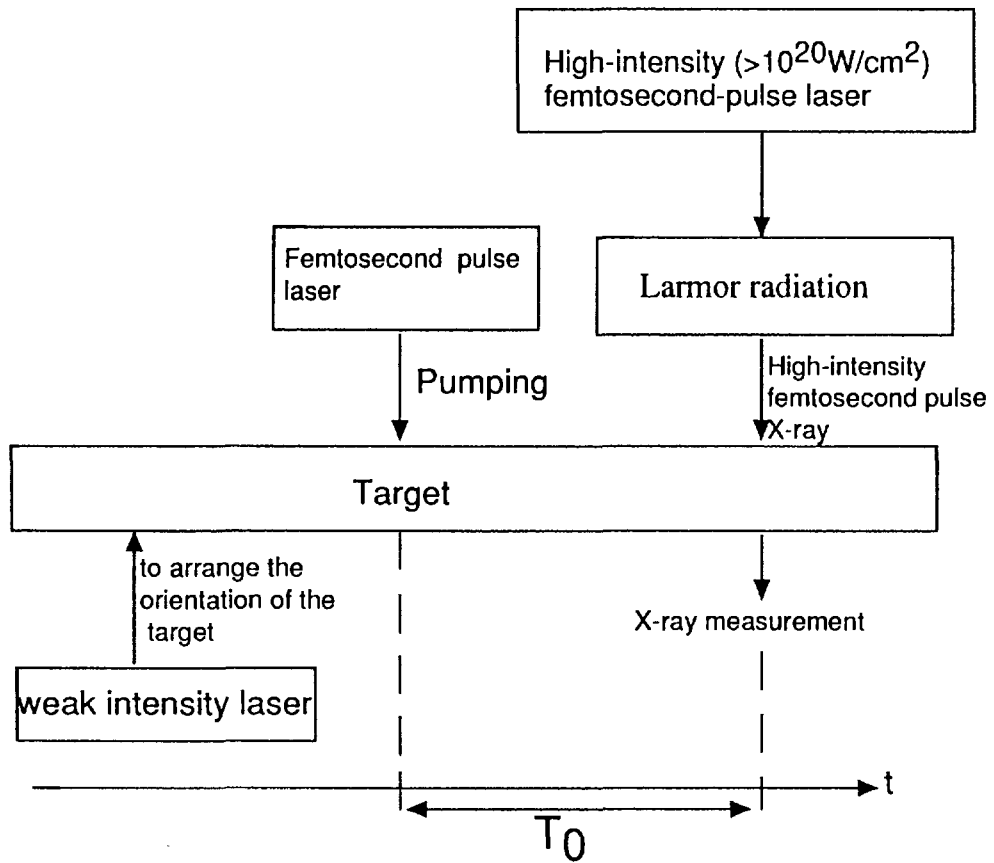 High-intensity (>10²⁰W/cm²)
femtosecond-pulse laser
Femtosecond pulse
laser
Larmor radiation
Pumping
High-intensity
femtosecond pulse
X-ray
Target
to arrange the
orientation of the
target
X-ray measurement
weak intensity laser
t
T₀